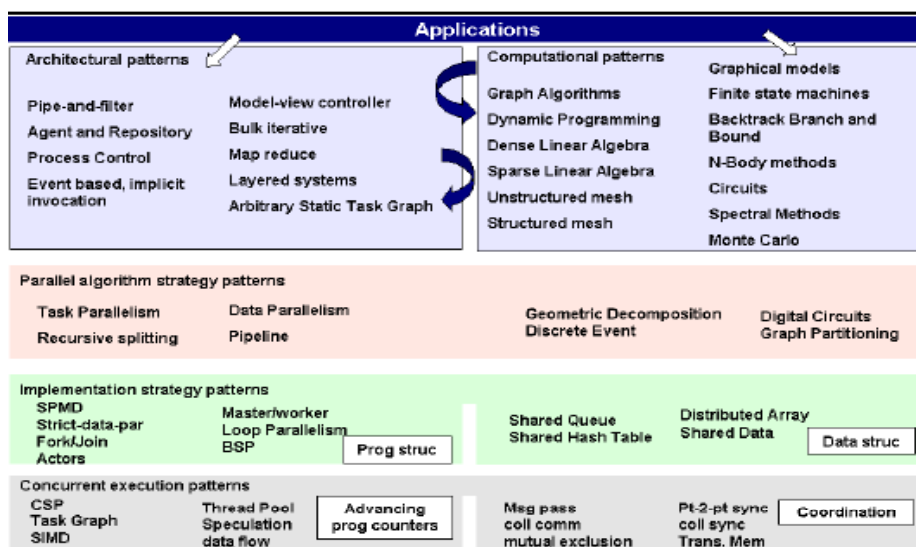 Applications
Architectural patterns
Pipe-and-filter
Agent and Repository
Process Control
Event based, implicit
invocation
Model-view controller
Bulk iterative
Map reduce
Layered systems
Arbitrary Static Task Graph
Computational patterns
Graph Algorithms
Dynamic Programming
Dense Linear Algebra
Sparse Linear Algebra
Unstructured mesh
Structured mesh
Graphical models
Finite state machines
Backtrack Branch and
Bound
N-Body methods
Circuits
Spectral Methods
Monte Carlo
Parallel algorithm strategy patterns
Task Parallelism
Recursive splitting
Data Parallelism
Pipeline
Geometric Decomposition
Discrete Event
Digital Circuits
Graph Partitioning
Implementation strategy patterns
SPMD
Strict-data-par
Fork/Join
Actors
Master/worker
Loop Parallelism
BSP
Prog struc
Shared Queue
Shared Hash Table
Distributed Array
Shared Data
Data struc
Concurrent execution patterns
CSP
Task Graph
SIMD
Thread Pool
Speculation
data flow
Advancing
prog counters
Msg pass
coll comm
mutual exclusion
Pt-2-pt sync
coll sync
Trans. Mem
Coordination